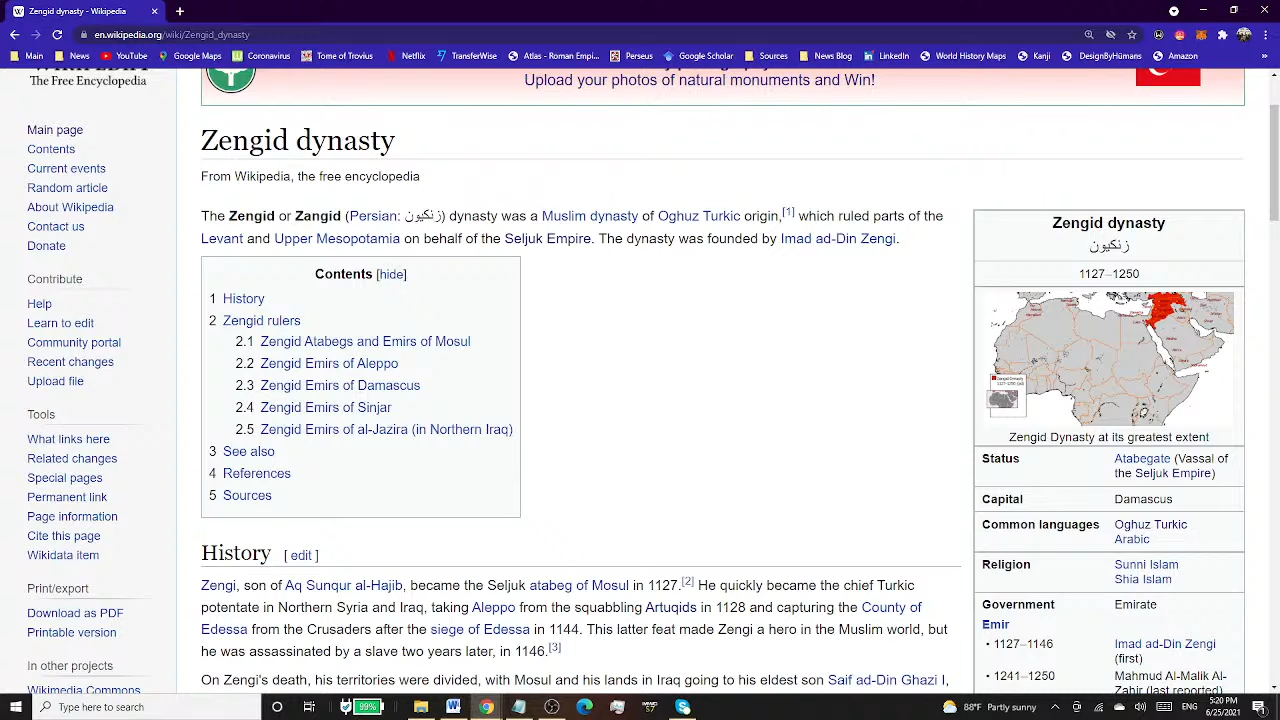 Zengid dynasty - Wikipedia
en.wikipedia.org/wiki/Zengid_dynasty
Main News YouTube Google Maps Coronavirus Tome of Trovius Netflix TransferWise Atlas - Roman Empi... Perseus Google Scholar Sources News Blog LinkedIn World History Maps Kanji DesignByHumans Amazon
The Free Encyclopedia
Upload your photos of natural monuments and Win!
Main page
Contents
Current events
Random article
About Wikipedia
Contact us
Donate
Contribute
Help
Learn to edit
Community portal
Recent changes
Upload file
Tools
What links here
Related changes
Special pages
Permanent link
Page information
Cite this page
Wikidata item
Print/export
Download as PDF
Printable version
In other projects
Wikimedia Commons
Zengid dynasty
From Wikipedia, the free encyclopedia
The Zengid or Zangid (Persian: زنكيون) dynasty was a Muslim dynasty of Oghuz Turkic origin,[1] which ruled parts of the
Levant and Upper Mesopotamia on behalf of the Seljuk Empire. The dynasty was founded by Imad ad-Din Zengi.
Contents [hide]
1 History
2 Zengid rulers
2.1 Zengid Atabegs and Emirs of Mosul
2.2 Zengid Emirs of Aleppo
2.3 Zengid Emirs of Damascus
2.4 Zengid Emirs of Sinjar
2.5 Zengid Emirs of al-Jazira (in Northern Iraq)
3 See also
4 References
5 Sources
History [ edit ]
Zengi, son of Aq Sunqur al-Hajib, became the Seljuk atabeg of Mosul in 1127.[2] He quickly became the chief Turkic
potentate in Northern Syria and Iraq, taking Aleppo from the squabbling Artuqids in 1128 and capturing the County of
Edessa from the Crusaders after the siege of Edessa in 1144. This latter feat made Zengi a hero in the Muslim world, but
he was assassinated by a slave two years later, in 1146.[3]
On Zengi's death, his territories were divided, with Mosul and his lands in Iraq going to his eldest son Saif ad-Din Ghazi I,
Zengid dynasty
زنكيون
1127–1250
Zengid Dynasty at its greatest extent
Status Atabegate (Vassal of
the Seljuk Empire)
Capital Damascus
Common languages Oghuz Turkic
Arabic
Religion Sunni Islam
Shia Islam
Government Emirate
Emir
• 1127–1146 Imad ad-Din Zengi
(first)
• 1241–1250 Mahmud Al-Malik Al-
Zahir (last reported)
Type here to search
99%
88°F Partly sunny
5:20 PM
6/25/2021